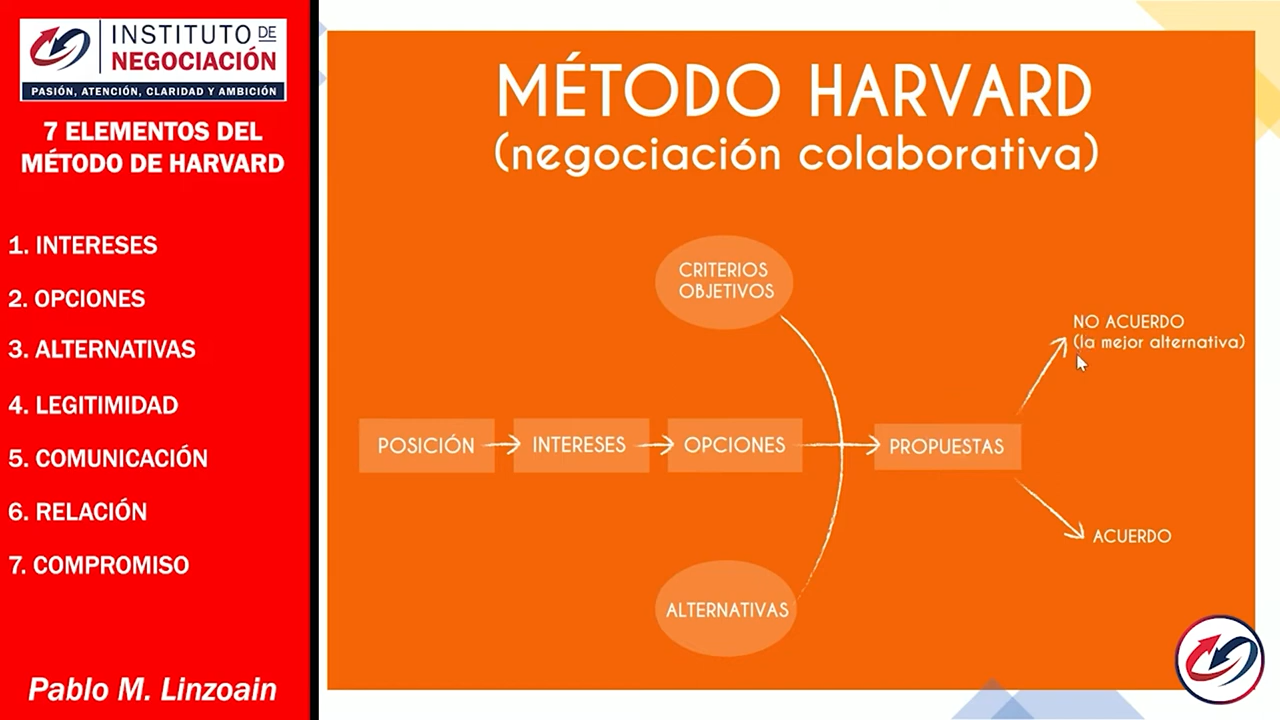 INSTITUTO DE
NEGOCIACIÓN
PASIÓN, ATENCIÓN, CLARIDAD Y AMBICIÓN
7 ELEMENTOS DEL
MÉTODO DE HARVARD
1. INTERESES
2. OPCIONES
3. ALTERNATIVAS
4. LEGITIMIDAD
5. COMUNICACIÓN
6. RELACIÓN
7. COMPROMISO
Pablo M. Linzoain
MÉTODO HARVARD
(negociación colaborativa)
CRITERIOS
OBJETIVOS
NO ACUERDO
(la mejor alternativa)
POSICIÓN
INTERESES
OPCIONES
PROPUESTAS
ACUERDO
ALTERNATIVAS